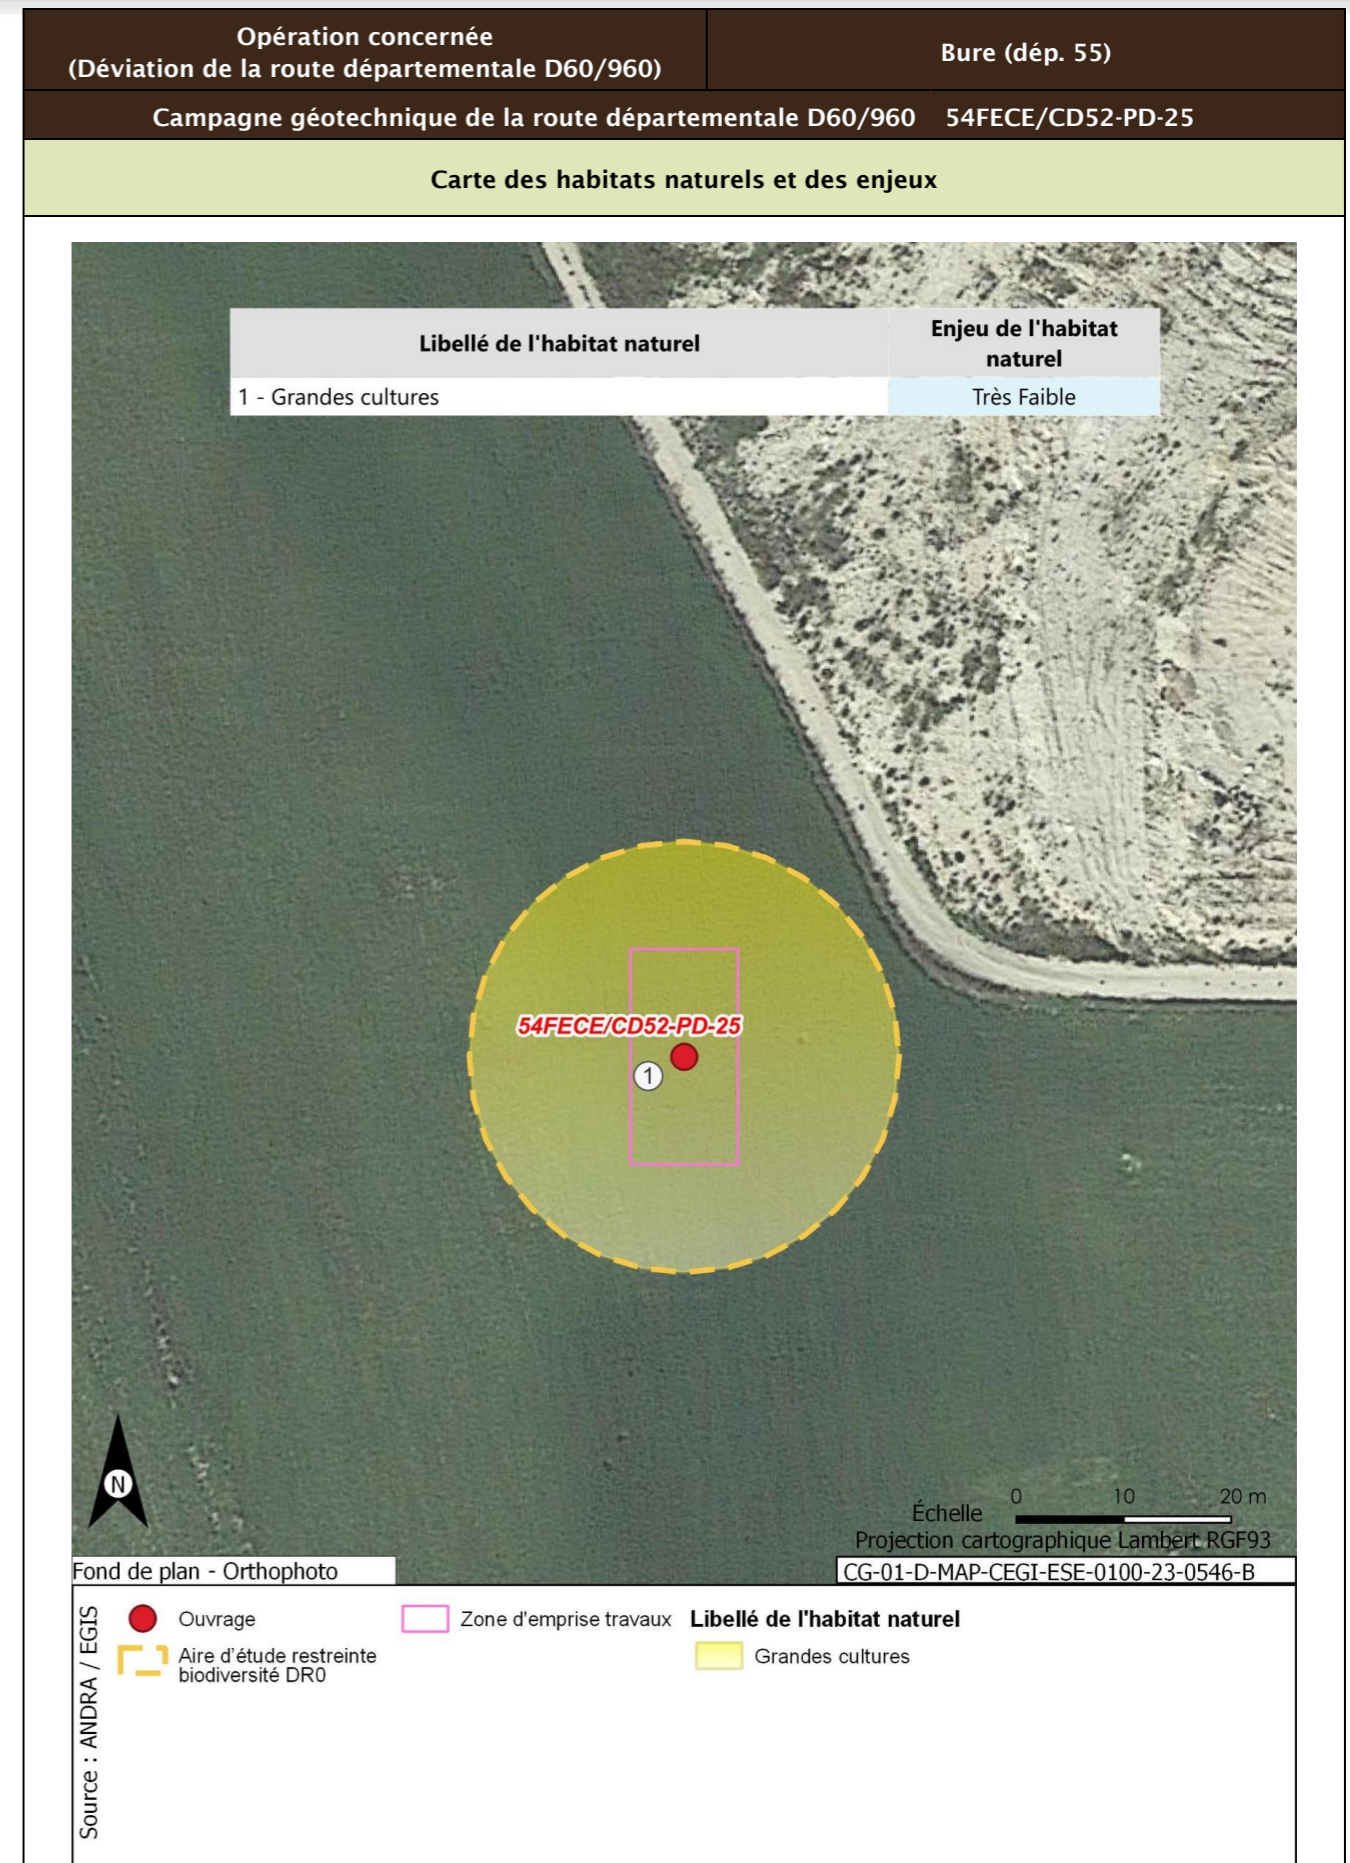 Opération concernée
(Déviation de la route départementale D60/960)
Bure (dép. 55)
Campagne géotechnique de la route départementale D60/960 54FECE/CD52-PD-25
Carte des habitats naturels et des enjeux
Libellé de l'habitat naturel
Enjeu de l'habitat
naturel
1 - Grandes cultures
Très Faible
54FECE/CD52-PD-25
1
N
0 10 20 m
Échelle
Projection cartographique Lambert RGF93
Fond de plan - Orthophoto
CG-01-D-MAP-CEGI-ESE-0100-23-0546-B
Source : ANDRA / EGIS
Ouvrage
Aire d'étude restreinte
biodiversité DR0
Zone d'emprise travaux
Libellé de l'habitat naturel
Grandes cultures